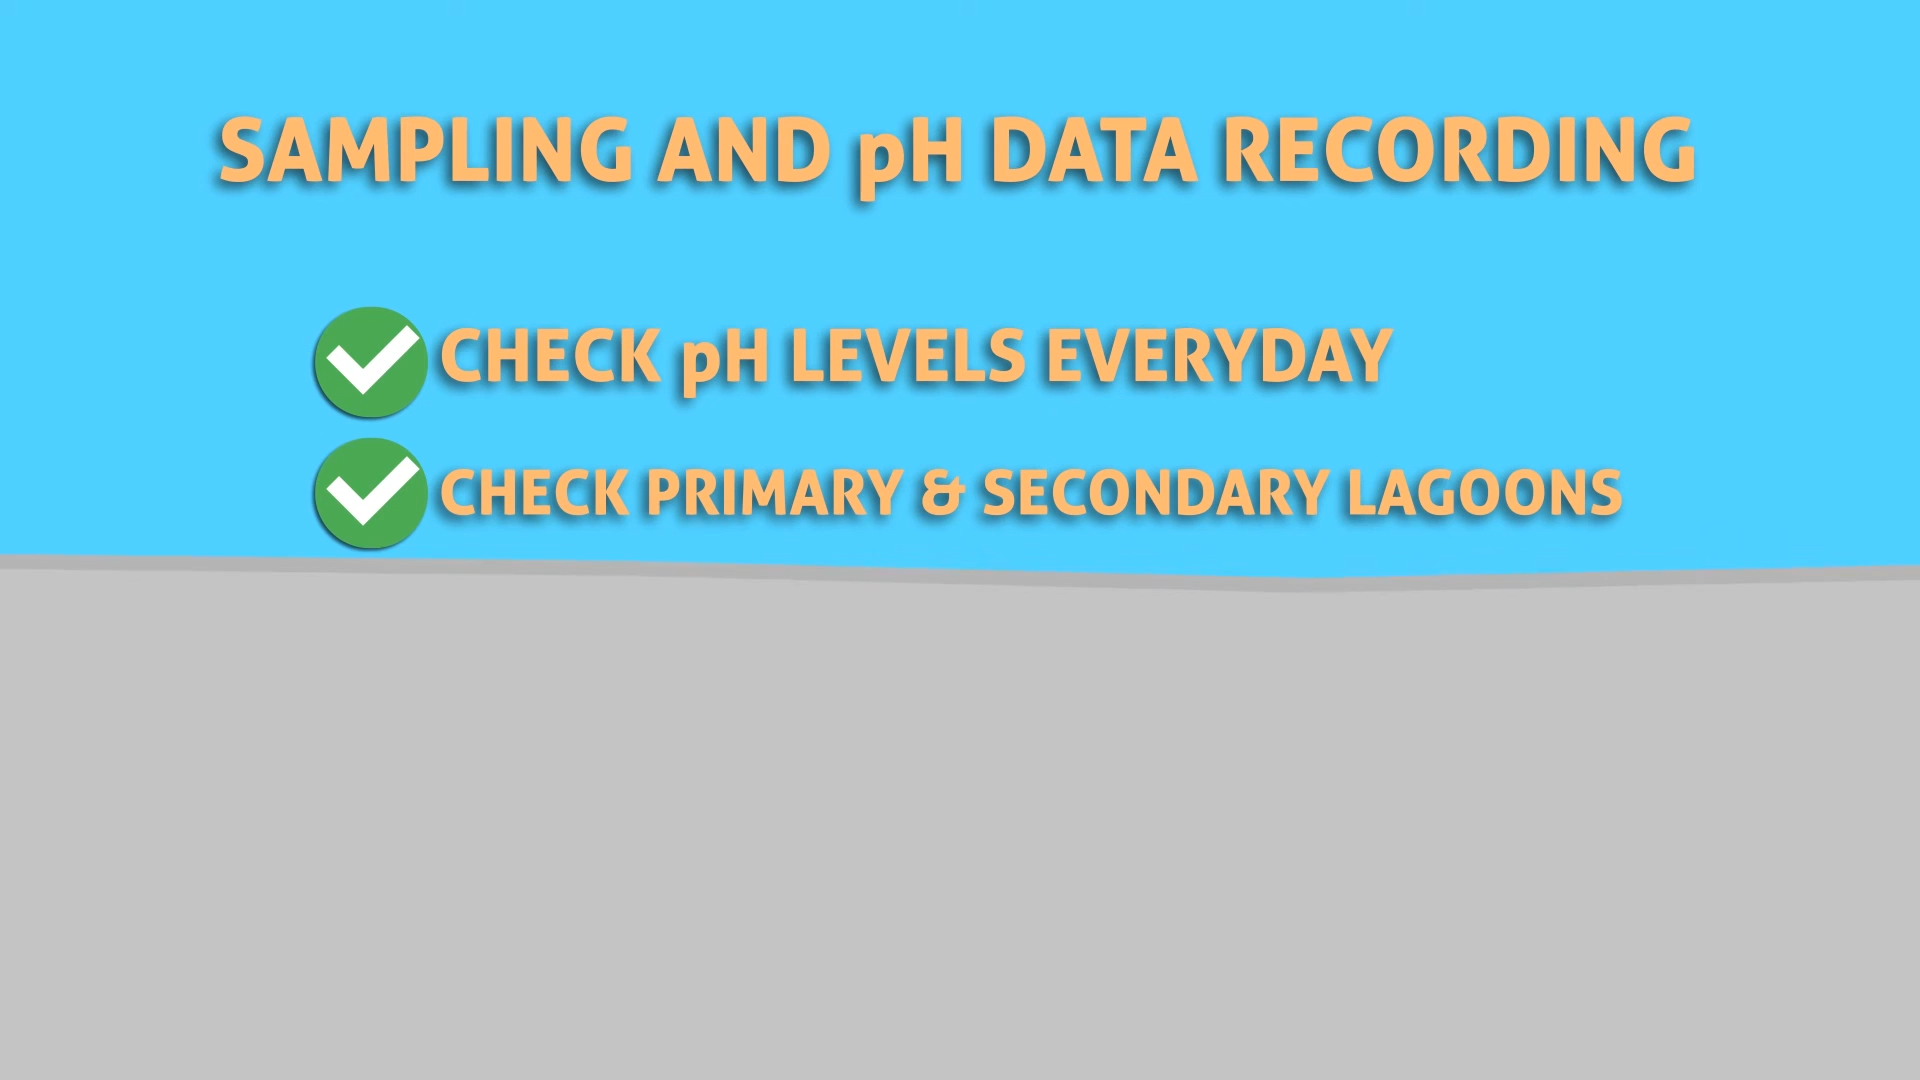 SAMPLING AND pH DATA RECORDING
CHECK pH LEVELS EVERYDAY
CHECK PRIMARY & SECONDARY LAGOONS